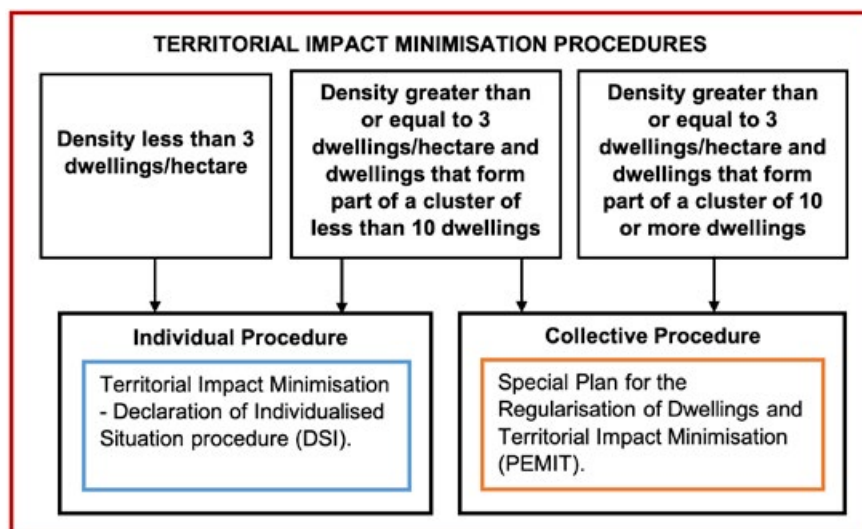 TERRITORIAL IMPACT MINIMISATION PROCEDURES
Density less than 3
dwellings/hectare
Density greater than
or equal to 3
dwellings/hectare and
dwellings that form
part of a cluster of
less than 10 dwellings
Density greater than
or equal to 3
dwellings/hectare and
dwellings that form
part of a cluster of 10
or more dwellings
Individual Procedure
Territorial Impact Minimisation
- Declaration of Individualised
Situation procedure (DSI).
Collective Procedure
Special Plan for the
Regularisation of Dwellings and
Territorial Impact Minimisation
(PEMIT).